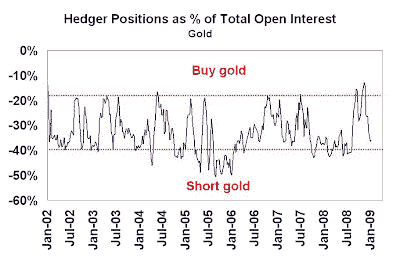 Hedger Positions as % of Total Open Interest
Gold
0%
-10%
-20%
-30%
-40%
-50%
-60%
Buy gold
Short gold
Jan-02
Jul-02
Jan-03
Jul-03
Jan-04
Jul-04
Jan-05
Jul-05
Jan-06
Jul-06
Jan-07
Jul-07
Jan-08
Jul-08
Jan-09